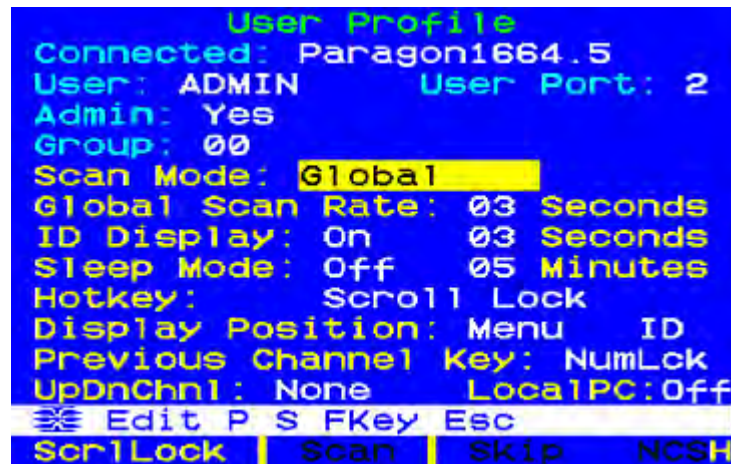 User Profile
Connected: Paragon1664.5
User: ADMIN User Port: 2
Admin: Yes
Group: 00
Scan Mode: Global
Global Scan Rate: 03 Seconds
ID Display: On 03 Seconds
Sleep Mode: Off 05 Minutes
Hotkey: Scroll Lock
Display Position: Menu ID
Previous Channel Key: NumLck
UpDnChnl: None LocalPC:Off
Edit P S FKey Esc
ScrlLock Scan Skip NCSH